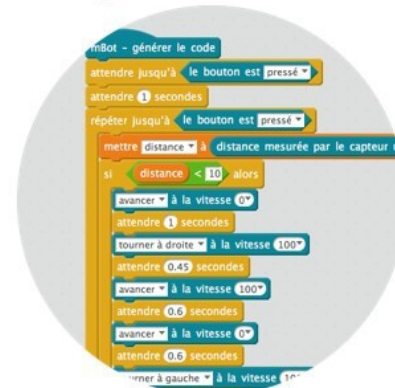 mBot - générer le code
attendre jusqu'à le bouton est pressé
attendre 1 secondes
répéter jusqu'à le bouton est pressé
mettre distance à distance mesurée par le capteur
si distance < 10 alors
avancer à la vitesse 0
attendre 1 secondes
tourner à droite à la vitesse 100
attendre 0.45 secondes
avancer à la vitesse 100
attendre 0.6 secondes
avancer à la vitesse 0
attendre 0.6 secondes
à gauche à la vitesse